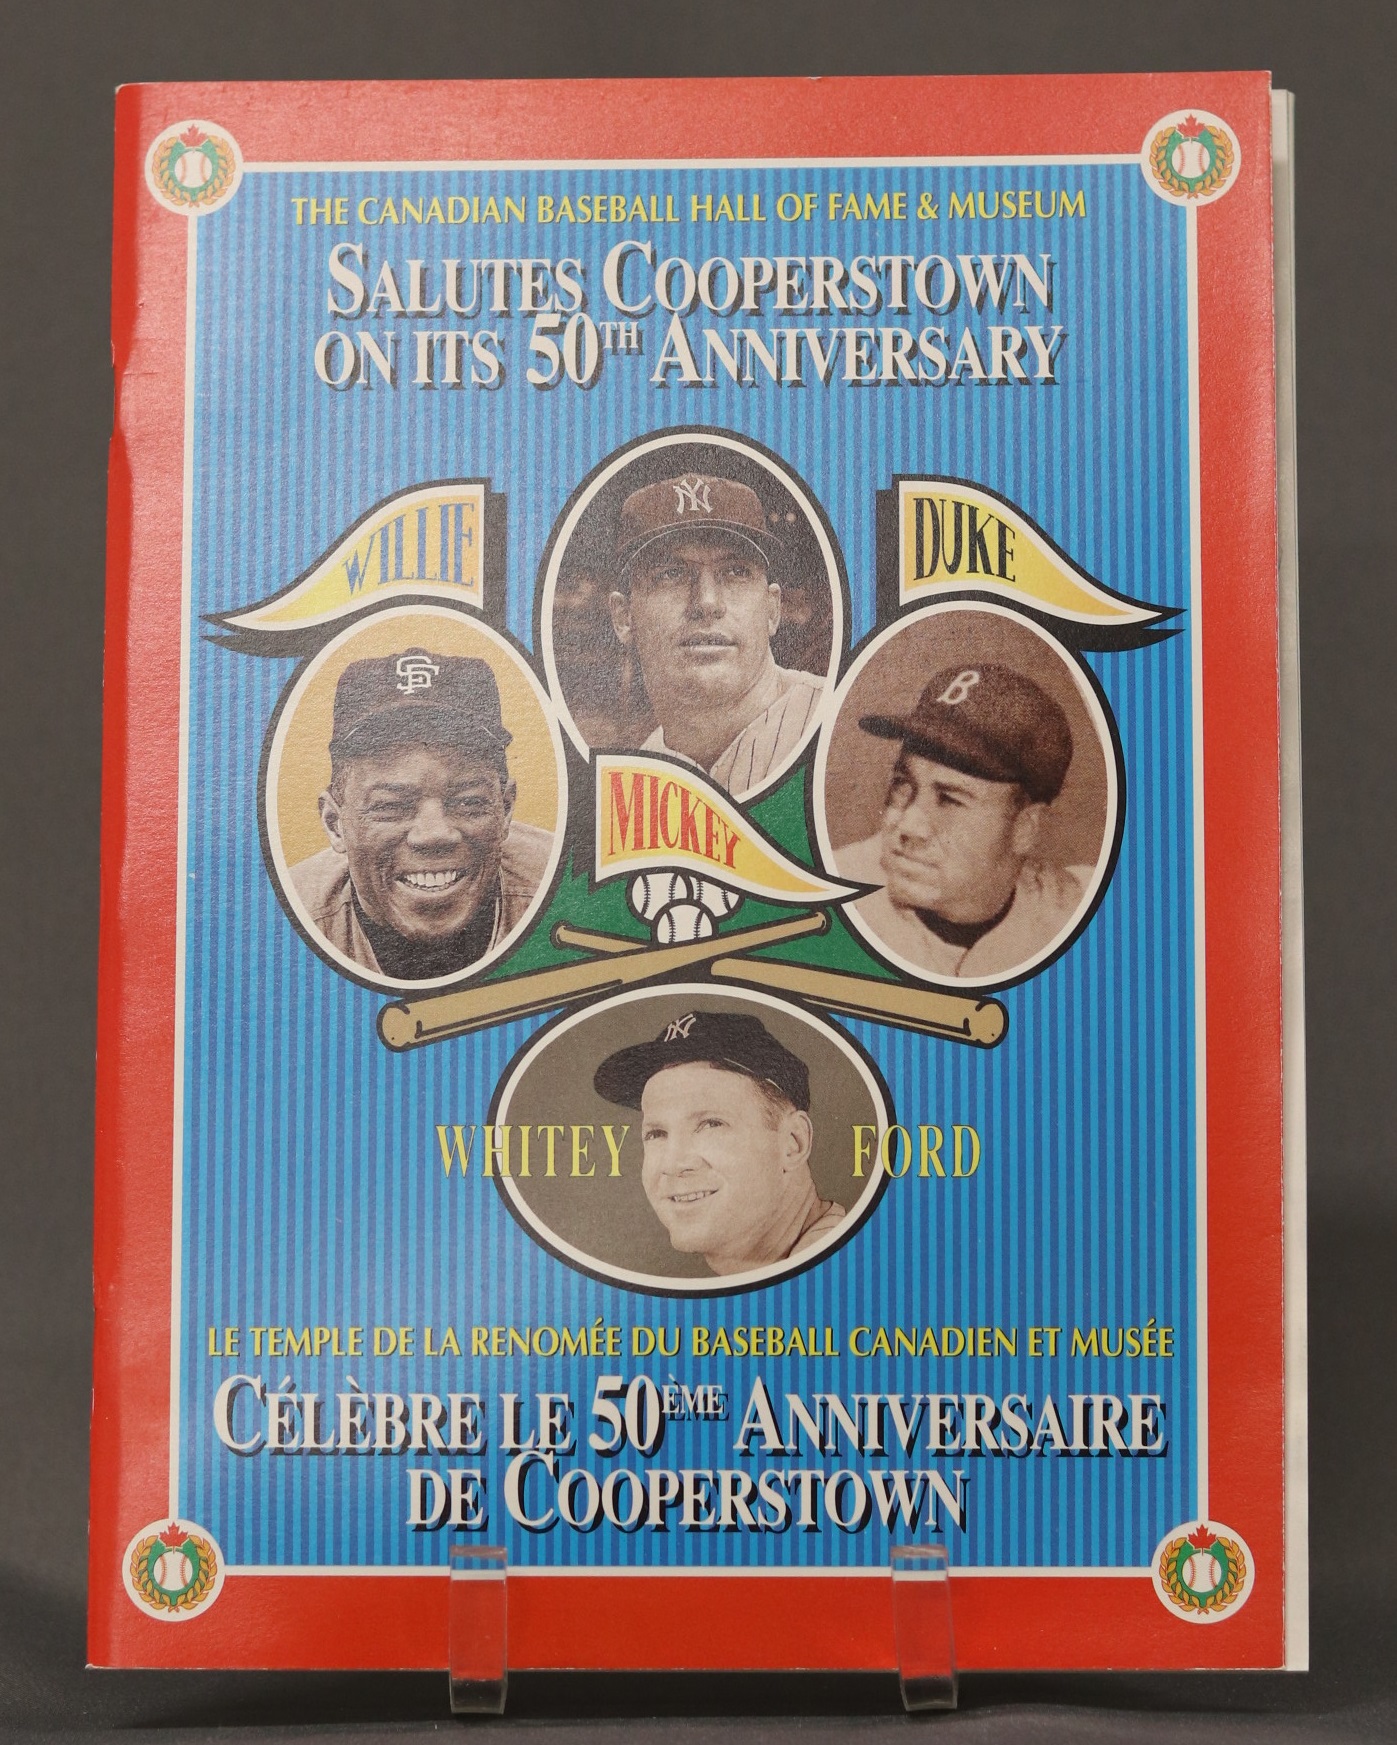 THE CANADIAN BASEBALL HALL OF FAME & MUSEUM
SALUTES COOPERSTOWN
ON ITS 50TH ANNIVERSARY
WILLIE
NY
DUKE
SF
B
MICKEY
NY
WHITEY FORD
LE TEMPLE DE LA RENOMÉE DU BASEBALL CANADIEN ET MUSÉE
CÉLÈBRE LE 50ÈME ANNIVERSAIRE
DE COOPERSTOWN